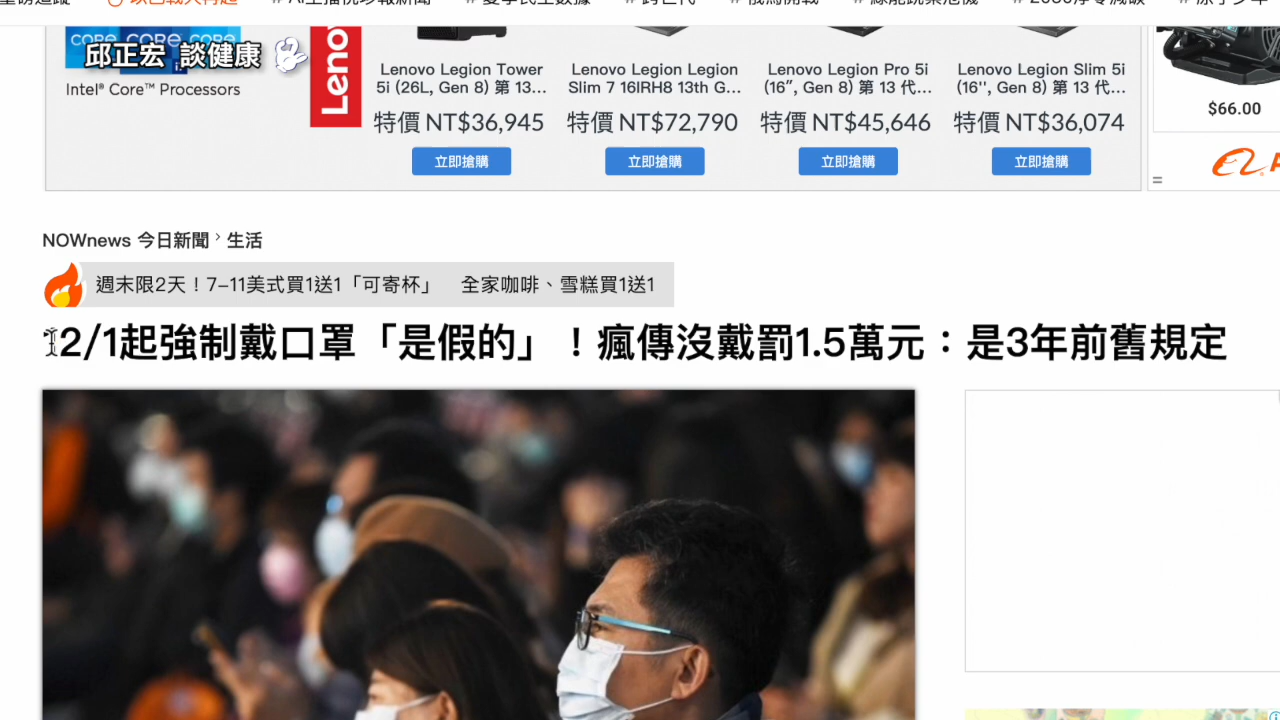 邱正宏 談健康
Intel® Core™ Processors
Lenovo
Lenovo Legion Tower
5i (26L, Gen 8) 第 13...
特價 NT$36,945
立即搶購
Lenovo Legion Legion
Slim 7 16IRH8 13th G...
特價 NT$72,790
立即搶購
Lenovo Legion Pro 5i
(16″, Gen 8) 第 13 代...
特價 NT$45,646
立即搶購
Lenovo Legion Slim 5i
(16'', Gen 8) 第 13 代...
特價 NT$36,074
立即搶購
$66.00
NOWnews 今日新聞 › 生活
週末限2天!7-11美式買1送1「可寄杯」 全家咖啡、雪糕買1送1
12/1起強制戴口罩「是假的」!瘋傳沒戴罰1.5萬元:是3年前舊規定